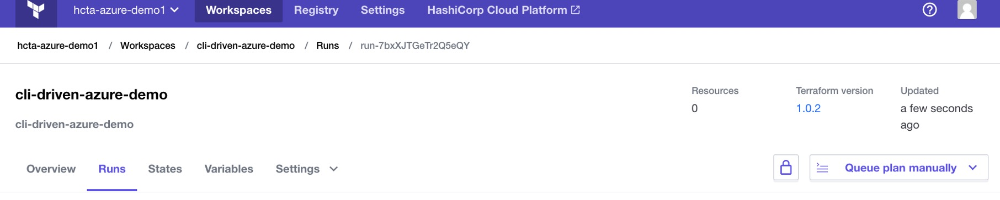 hcta-azure-demo1 Workspaces Registry Settings HashiCorp Cloud Platform
hcta-azure-demo1 / Workspaces / cli-driven-azure-demo / Runs / run-7bxXJTGeTr2Q5eQY
cli-driven-azure-demo
cli-driven-azure-demo
Resources
0
Terraform version
1.0.2
Updated
a few seconds
ago
Overview Runs States Variables Settings
Queue plan manually